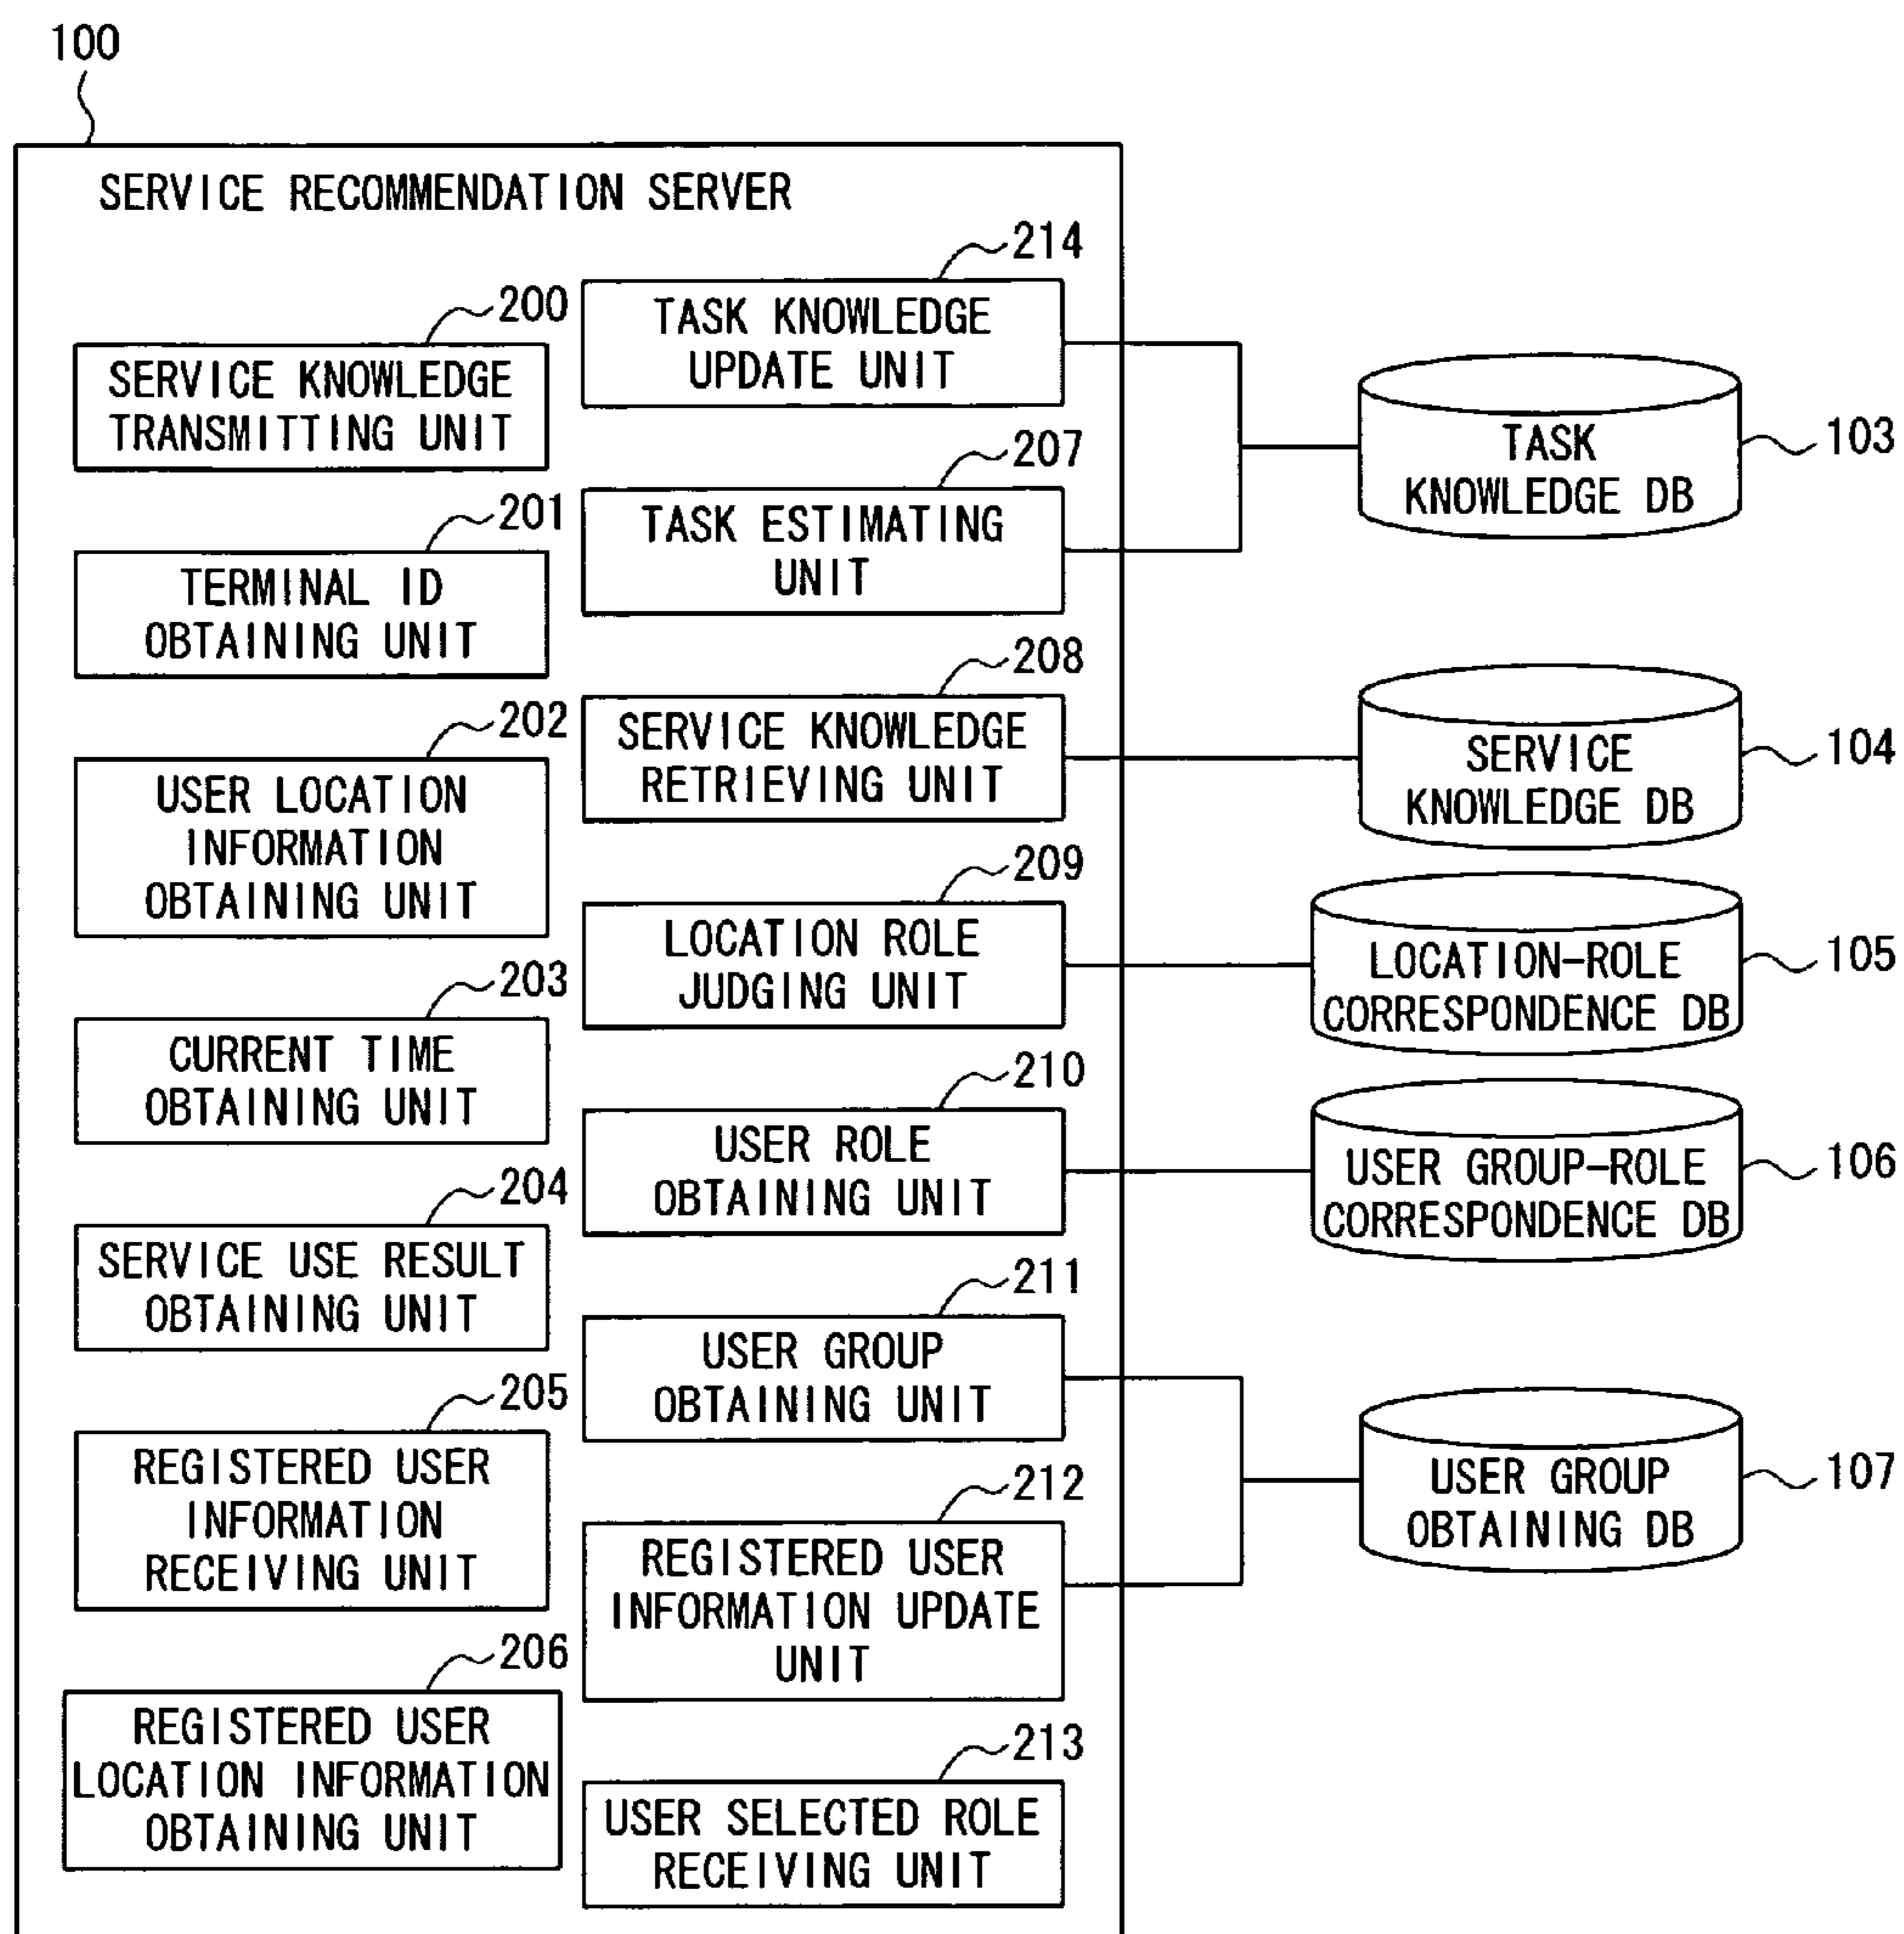 100
SERVICE RECOMMENDATION SERVER
200
SERVICE KNOWLEDGE
TRANSMITTING UNIT
201
TERMINAL ID
OBTAINING UNIT
202
USER LOCATION
INFORMATION
OBTAINING UNIT
203
CURRENT TIME
OBTAINING UNIT
204
SERVICE USE RESULT
OBTAINING UNIT
205
REGISTERED USER
INFORMATION
RECEIVING UNIT
206
REGISTERED USER
LOCATION INFORMATION
OBTAINING UNIT
214
TASK KNOWLEDGE
UPDATE UNIT
207
TASK ESTIMATING
UNIT
208
SERVICE KNOWLEDGE
RETRIEVING UNIT
209
LOCATION ROLE
JUDGING UNIT
210
USER ROLE
OBTAINING UNIT
211
USER GROUP
OBTAINING UNIT
212
REGISTERED USER
INFORMATION UPDATE
UNIT
213
USER SELECTED ROLE
RECEIVING UNIT
TASK
KNOWLEDGE DB
103
SERVICE
KNOWLEDGE DB
104
LOCATION-ROLE
CORRESPONDENCE DB
105
USER GROUP-ROLE
CORRESPONDENCE DB
106
USER GROUP
OBTAINING DB
107